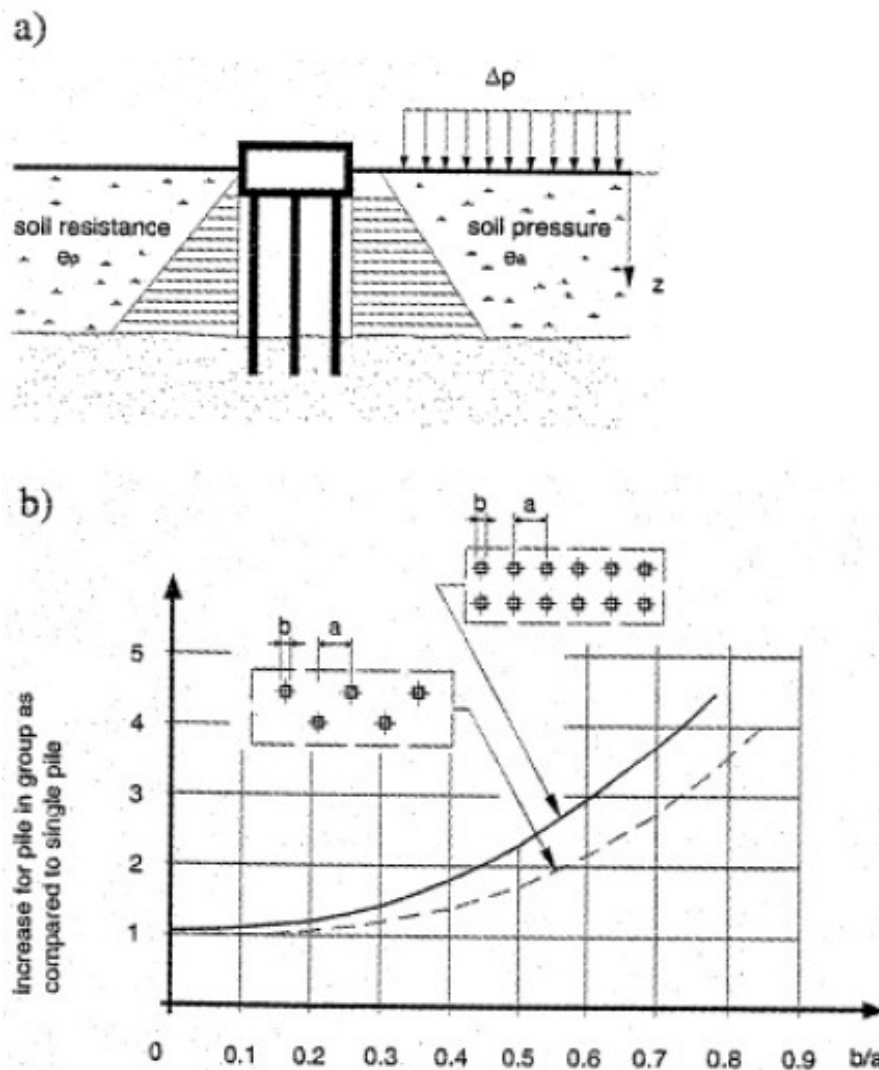 a)
Δp
soil resistance
eₚ
soil pressure
eₐ
z
b)
b
a
b
a
5
4
3
2
1
Increase for pile in group as
compared to single pile
0
0.1
0.2
0.3
0.4
0.5
0.6
0.7
0.8
0.9
b/a